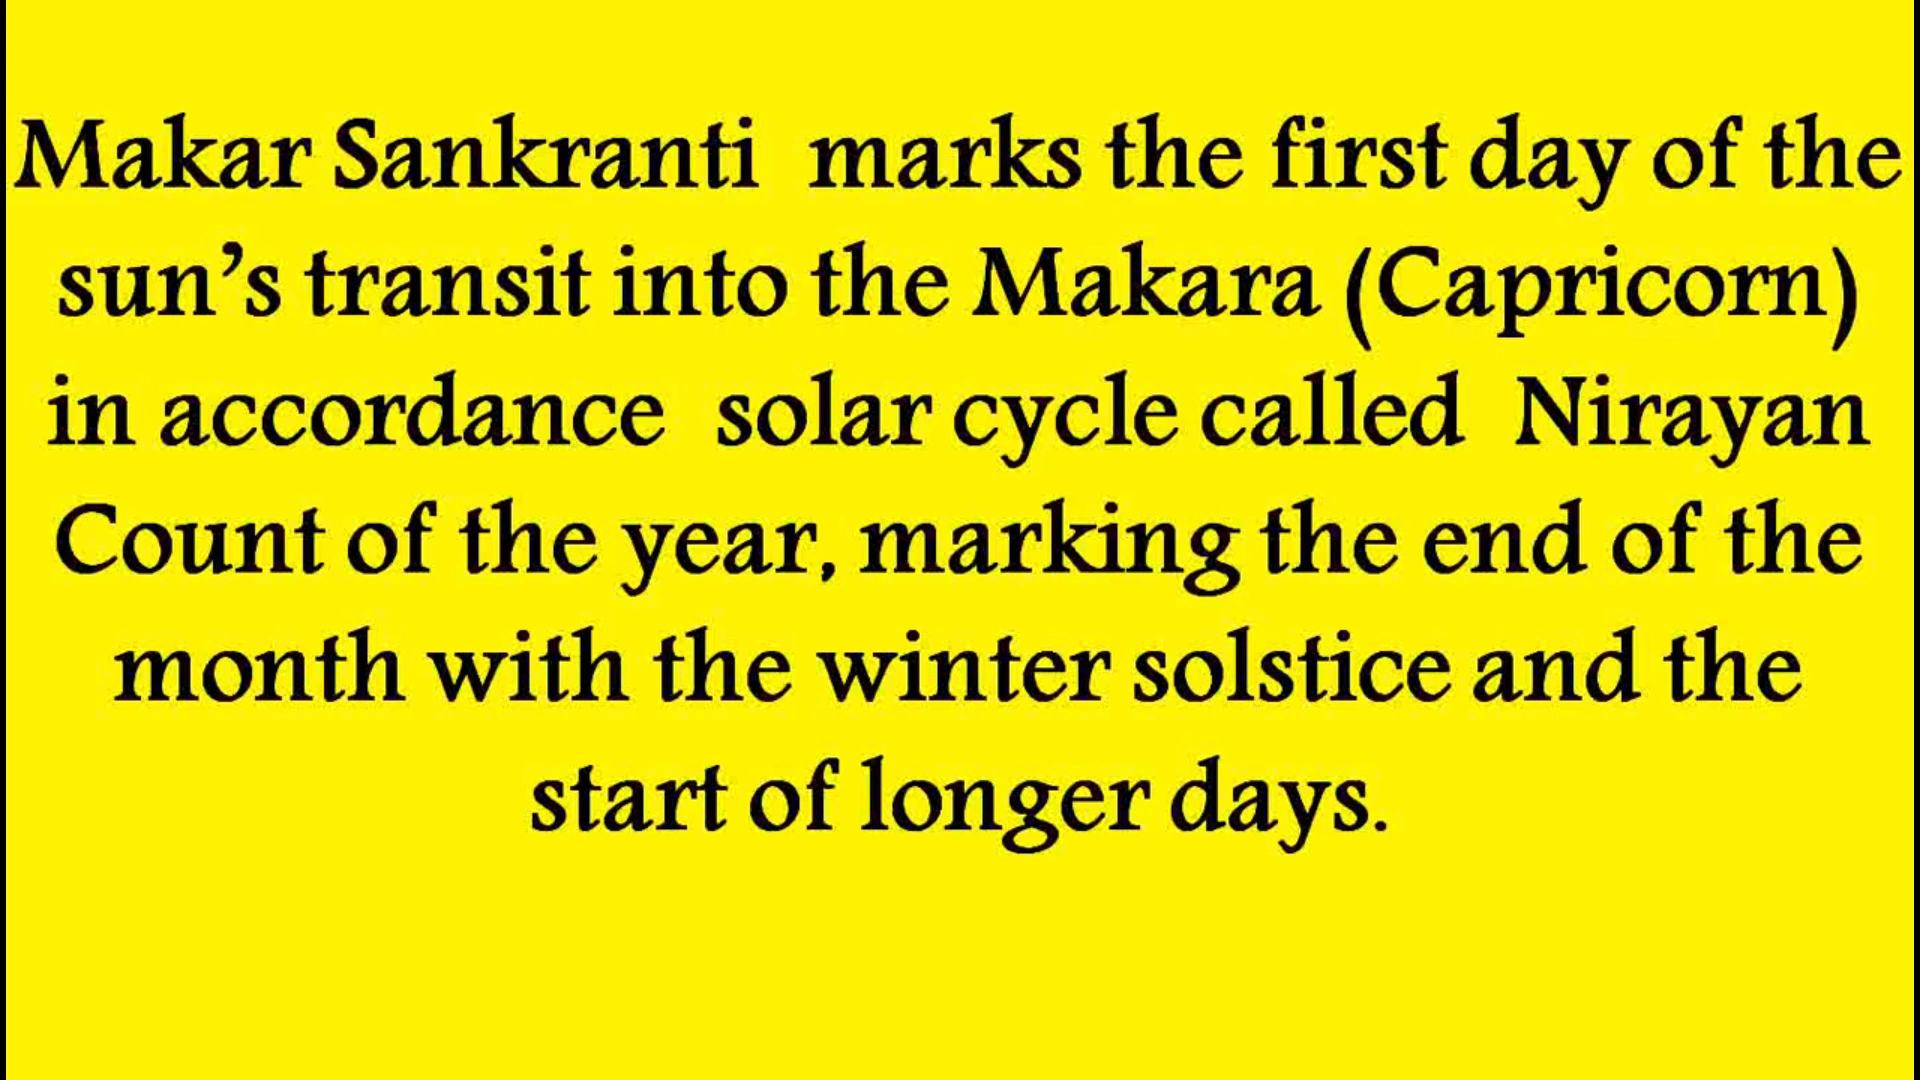 Makar Sankranti marks the first day of the
sun’s transit into the Makara (Capricorn)
in accordance solar cycle called Nirayan
Count of the year, marking the end of the
month with the winter solstice and the
start of longer days.